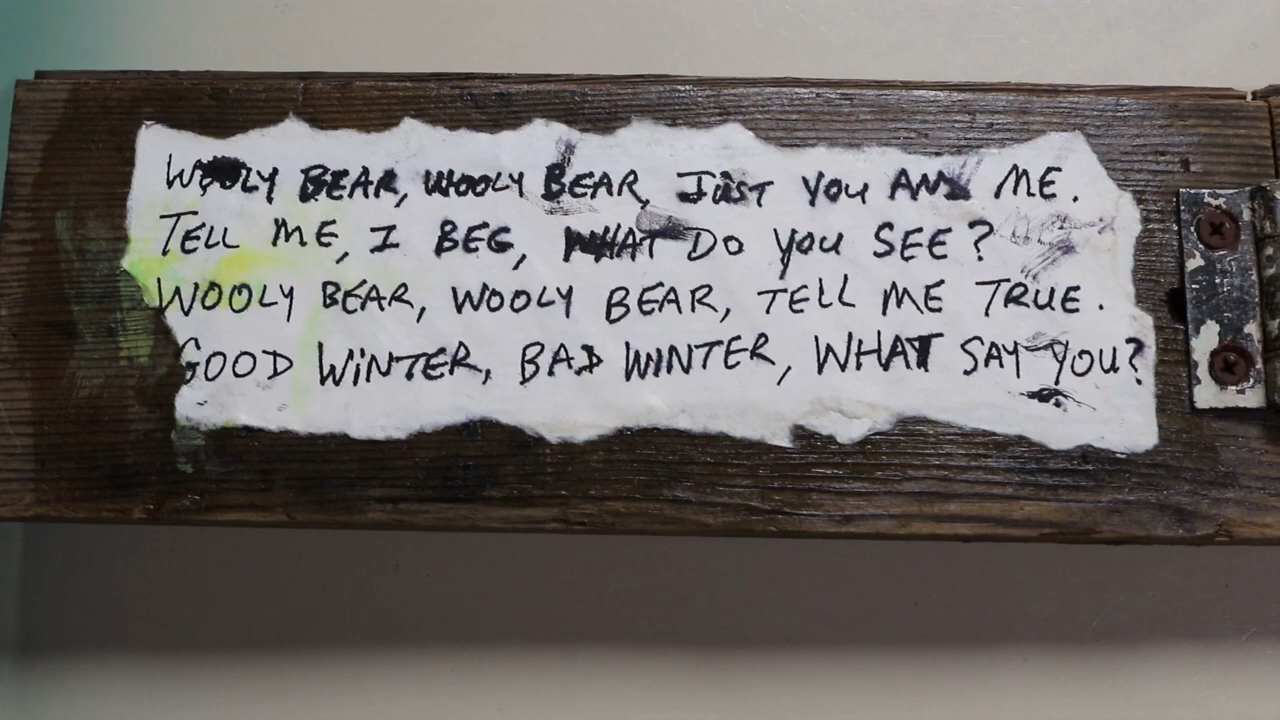 WOOLY BEAR, WOOLY BEAR, JUST YOU AND ME.
TELL ME, I BEG, WHAT DO YOU SEE?
WOOLY BEAR, WOOLY BEAR, TELL ME TRUE.
GOOD WINTER, BAD WINTER, WHAT SAY YOU?